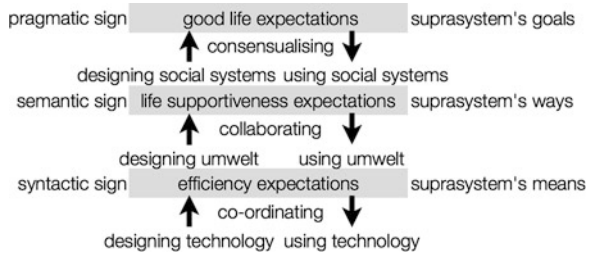 pragmatic sign good life expectations suprasystem's goals
consensualising
designing social systems using social systems
semantic sign life supportiveness expectations suprasystem's ways
collaborating
designing umwelt using umwelt
syntactic sign efficiency expectations suprasystem's means
co-ordinating
designing technology using technology